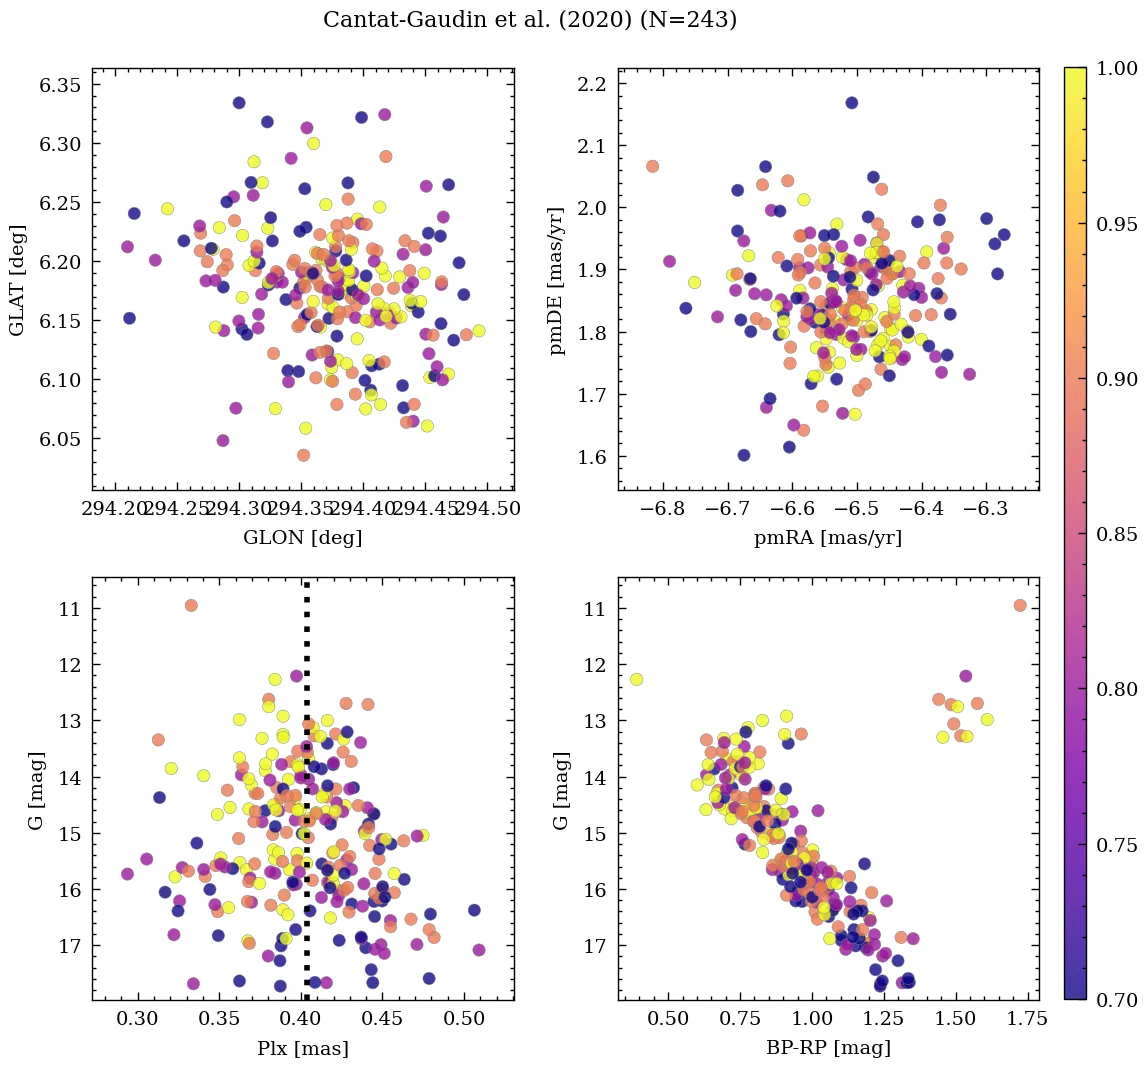 Cantat-Gaudin et al. (2020) (N=243)
6.35
6.30
6.25
6.20
6.15
6.10
6.05
GLAT [deg]
294.20 294.25 294.30 294.35 294.40 294.45 294.50
GLON [deg]
2.2
2.1
2.0
1.9
1.8
1.7
1.6
pmDE [mas/yr]
−6.8 −6.7 −6.6 −6.5 −6.4 −6.3
pmRA [mas/yr]
11
12
13
14
15
16
17
G [mag]
0.30 0.35 0.40 0.45 0.50
Plx [mas]
11
12
13
14
15
16
17
G [mag]
0.50 0.75 1.00 1.25 1.50 1.75
BP-RP [mag]
1.00
0.95
0.90
0.85
0.80
0.75
0.70